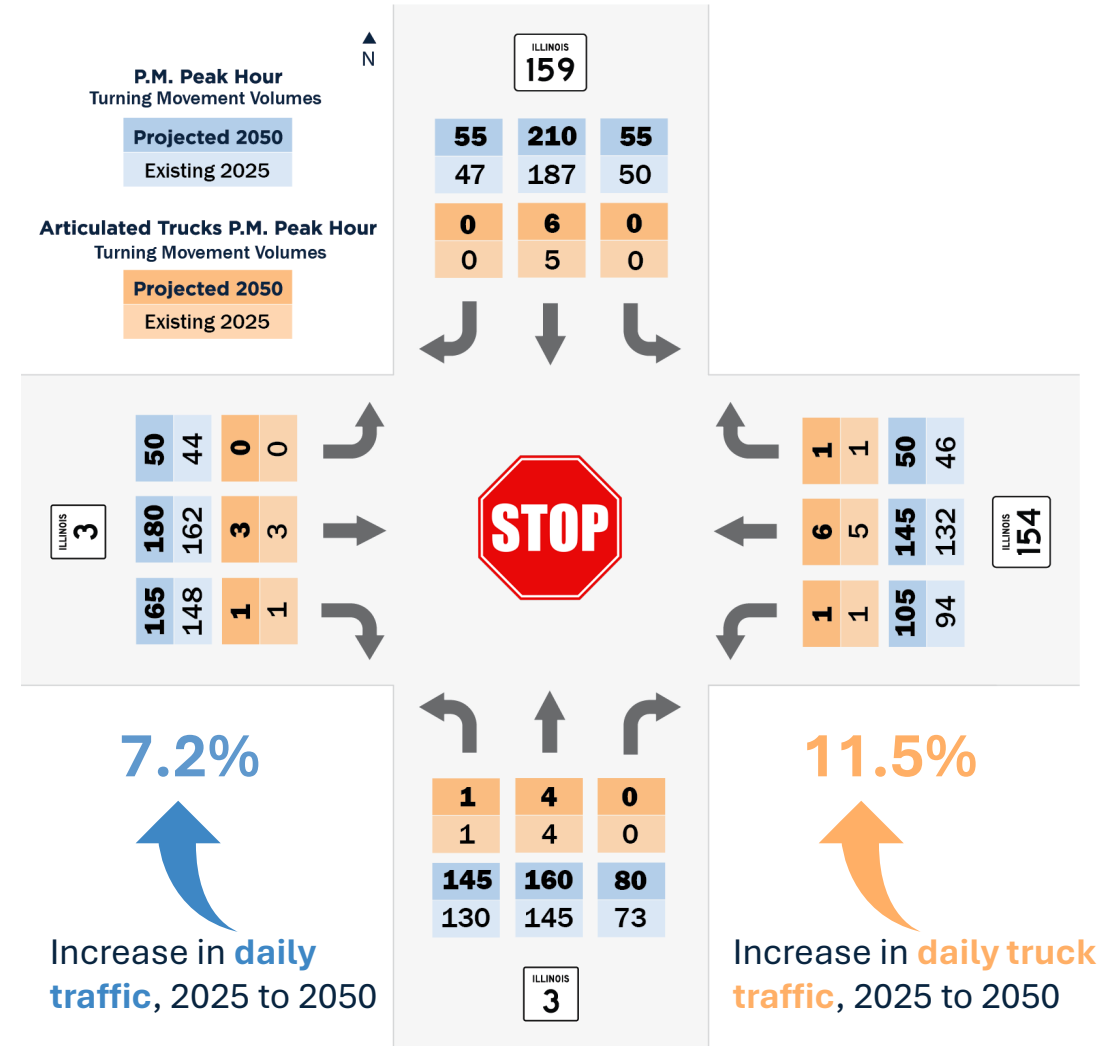 N
P.M. Peak Hour
Turning Movement Volumes
Projected 2050
Existing 2025
Articulated Trucks P.M. Peak Hour
Turning Movement Volumes
Projected 2050
Existing 2025
ILLINOIS
159
55 210 55
47 187 50
0 6 0
0 5 0
ILLINOIS
3
50 44 0 0
180 162 3 3
165 148 1 1
STOP
1 1 50 46
6 5 145 132
1 1 105 94
ILLINOIS
154
1 4 0
1 4 0
145 160 80
130 145 73
ILLINOIS
3
7.2%
Increase in daily
traffic, 2025 to 2050
11.5%
Increase in daily truck
traffic, 2025 to 2050